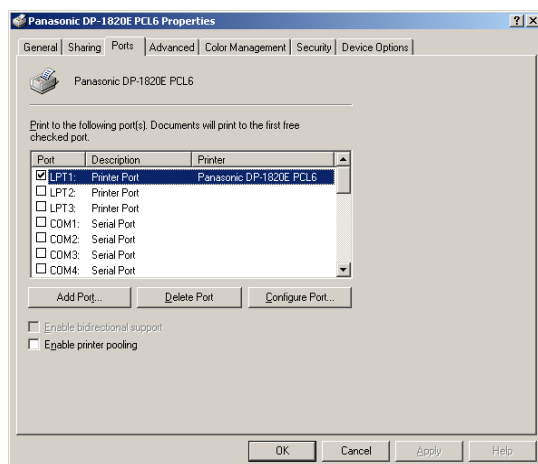 Panasonic DP-1820E PCL6 Properties
General Sharing Ports Advanced Color Management Security Device Options
Panasonic DP-1820E PCL6
Print to the following port(s). Documents will print to the first free
checked port.
Port Description Printer
LPT1: Printer Port Panasonic DP-1820E PCL6
LPT2: Printer Port
LPT3: Printer Port
COM1: Serial Port
COM2: Serial Port
COM3: Serial Port
COM4: Serial Port
Add Port... Delete Port Configure Port...
Enable bidirectional support
Enable printer pooling
OK Cancel Apply Help